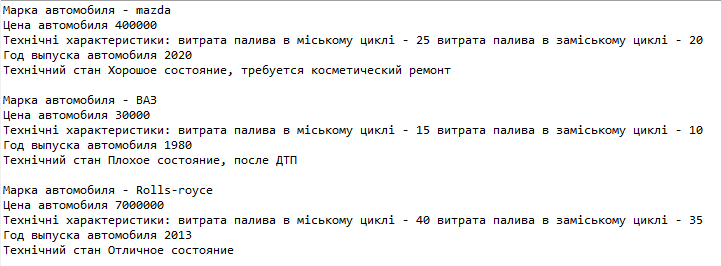 Марка автомобиля - mazda
Цена автомобиля 400000
Технічні характеристики: витрата палива в міському циклі - 25 витрата палива в заміському циклі - 20
Год выпуска автомобиля 2020
Технічний стан Хорошое состояние, требуется косметический ремонт

Марка автомобиля - ВАЗ
Цена автомобиля 30000
Технічні характеристики: витрата палива в міському циклі - 15 витрата палива в заміському циклі - 10
Год выпуска автомобиля 1980
Технічний стан Плохое состояние, после ДТП

Марка автомобиля - Rolls-royce
Цена автомобиля 7000000
Технічні характеристики: витрата палива в міському циклі - 40 витрата палива в заміському циклі - 35
Год выпуска автомобиля 2013
Технічний стан Отличное состояние